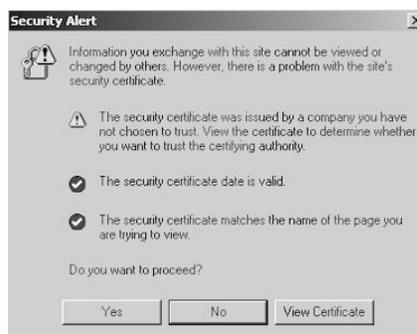 Security Alert
Information you exchange with this site cannot be viewed or
changed by others. However, there is a problem with the site's
security certificate.
The security certificate was issued by a company you have
not chosen to trust. View the certificate to determine whether
you want to trust the certifying authority.
The security certificate date is valid.
The security certificate matches the name of the page you
are trying to view.
Do you want to proceed?
Yes No View Certificate